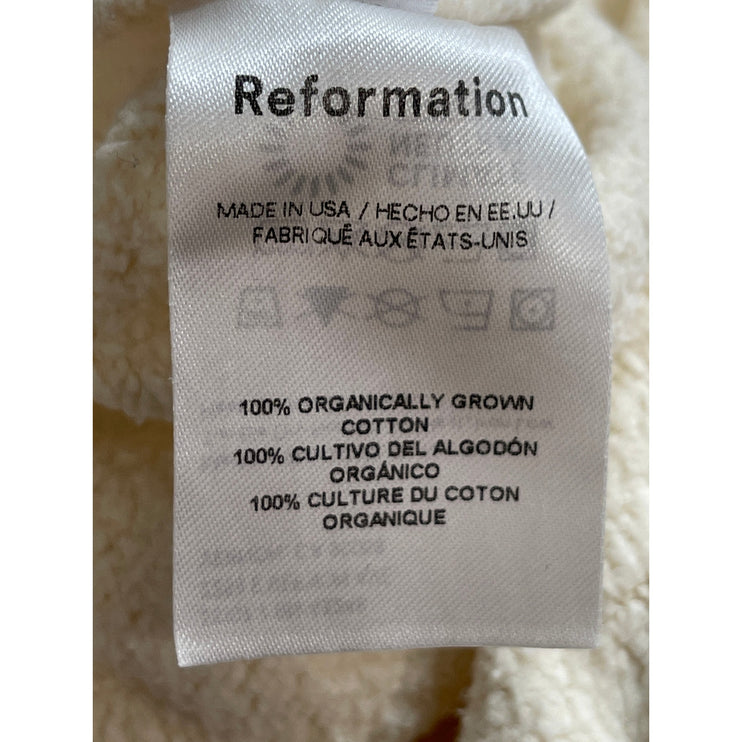 Reformation
MADE IN USA / HECHO EN EE.UU /
FABRIQUÉ AUX ÉTATS-UNIS
100% ORGANICALLY GROWN
COTTON
100% CULTIVO DEL ALGODÓN
ORGÁNICO
100% CULTURE DU COTON
ORGANIQUE